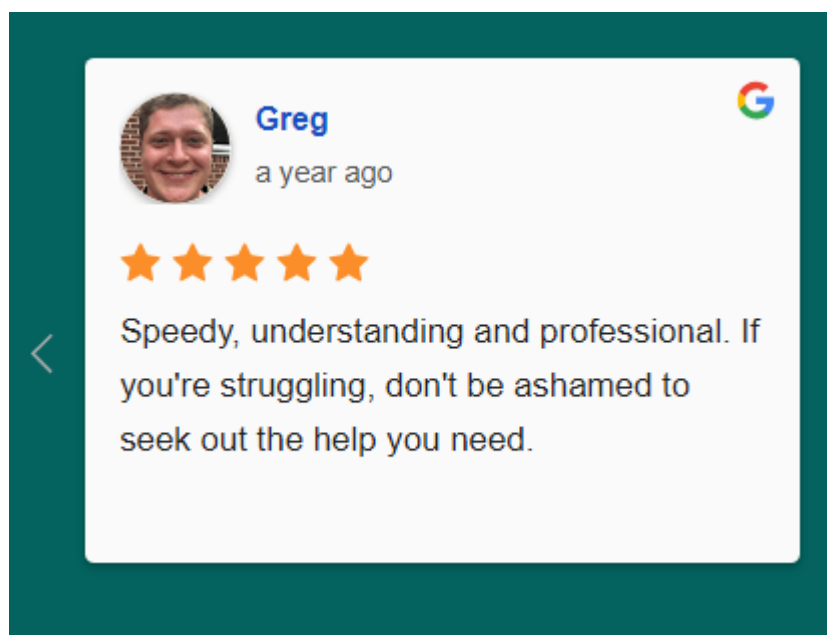 Greg
a year ago
Speedy, understanding and professional. If
you're struggling, don't be ashamed to
seek out the help you need.